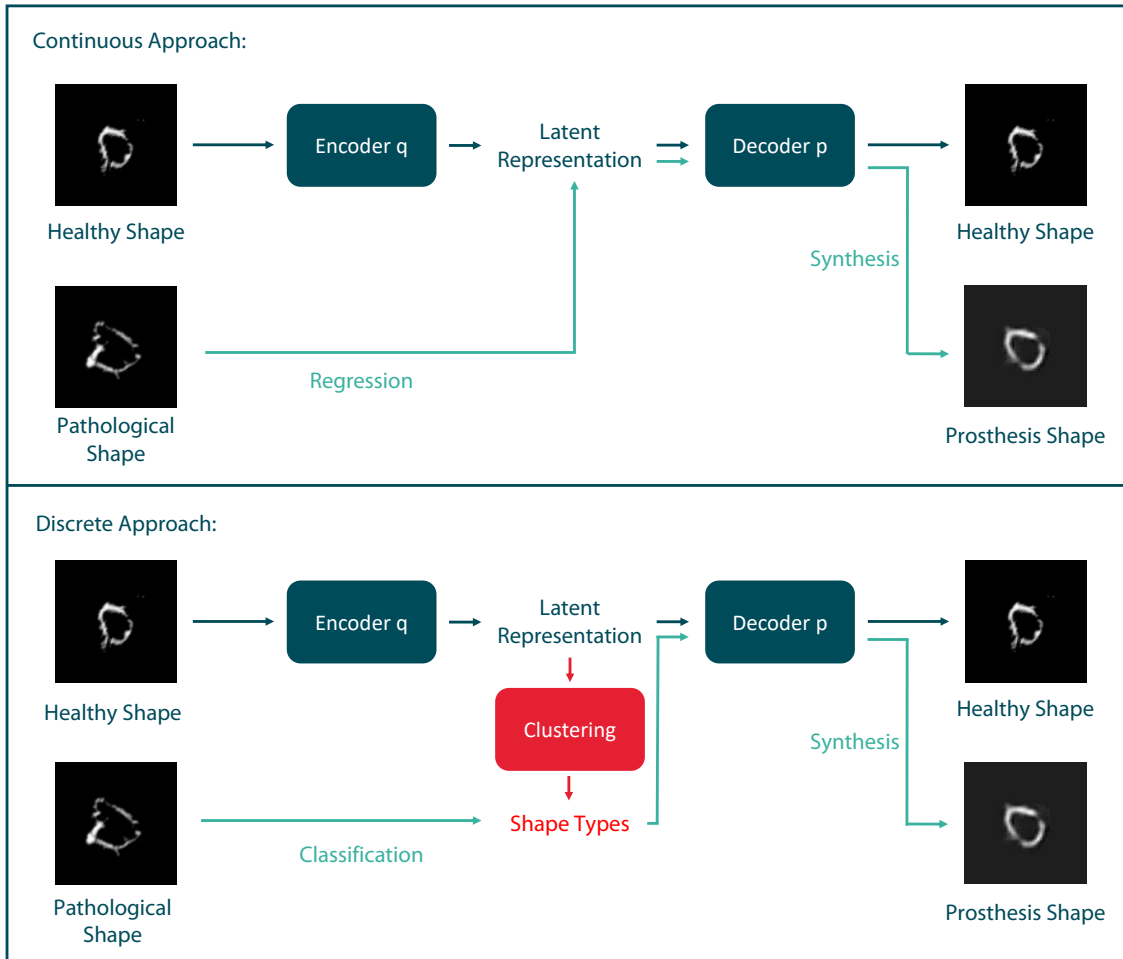 Continuous Approach:
Encoder q
Latent
Representation
Decoder p
Healthy Shape
Healthy Shape
Synthesis
Regression
Pathological
Shape
Prosthesis Shape
Discrete Approach:
Encoder q
Latent
Representation
Decoder p
Healthy Shape
Healthy Shape
Clustering
Synthesis
Shape Types
Classification
Pathological
Shape
Prosthesis Shape